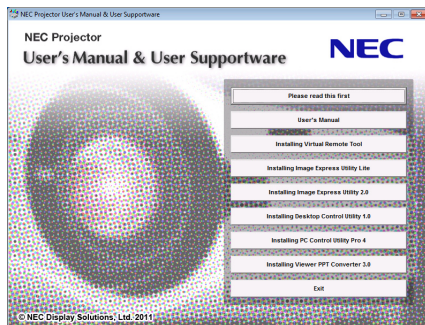 NEC Projector User's Manual & User Supportware
NEC Projector
User's Manual & User Supportware
NEC
Please read this first
User's Manual
Installing Virtual Remote Tool
Installing Image Express Utility Lite
Installing Image Express Utility 2.0
Installing Desktop Control Utility 1.0
Installing PC Control Utility Pro 4
Installing Viewer PPT Converter 3.0
Exit
© NEC Display Solutions, Ltd. 2011